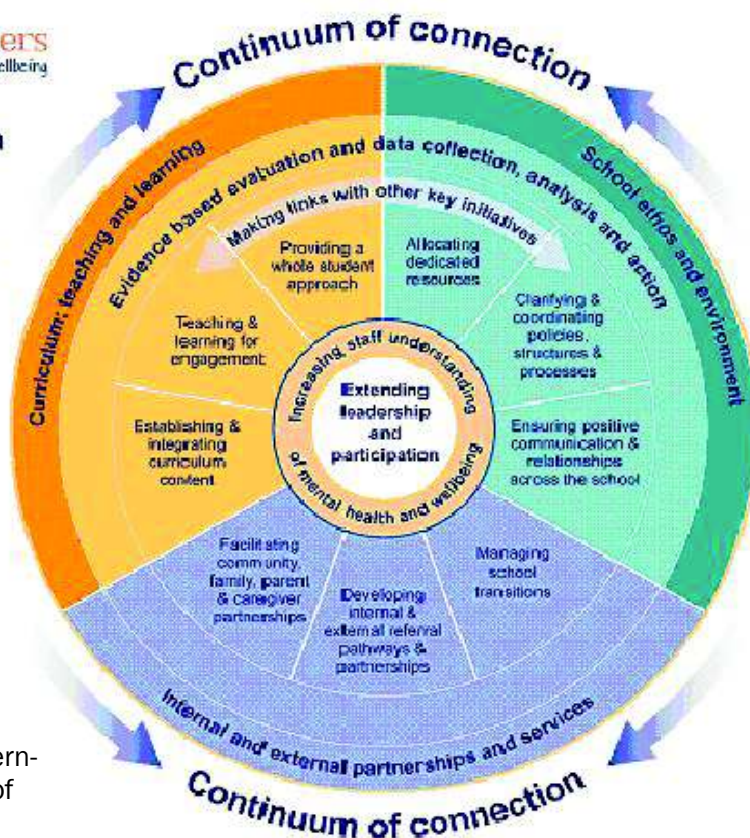 ers
ellbeing
Continuum of connection
Curriculum: teaching and learning
School ethos and environment
Evidence based evaluation and data collection, analysis and action
Making links with other key initiatives
Providing a
whole student
approach
Allocating
dedicated
resources
Teaching &
learning for
engagement
Clarifying &
coordinating
policies,
structures &
processes
Increasing staff understanding
of mental health and wellbeing
Extending
leadership
and
participation
Establishing &
integrating
curriculum
content
Ensuring positive
communication &
relationships
across the school
Facilitating
community,
family, parent
& caregiver
partnerships
Developing
internal &
external referral
pathways &
partnerships
Managing
school
transitions
Internal and external partnerships and services
ern-
of
Continuum of connection